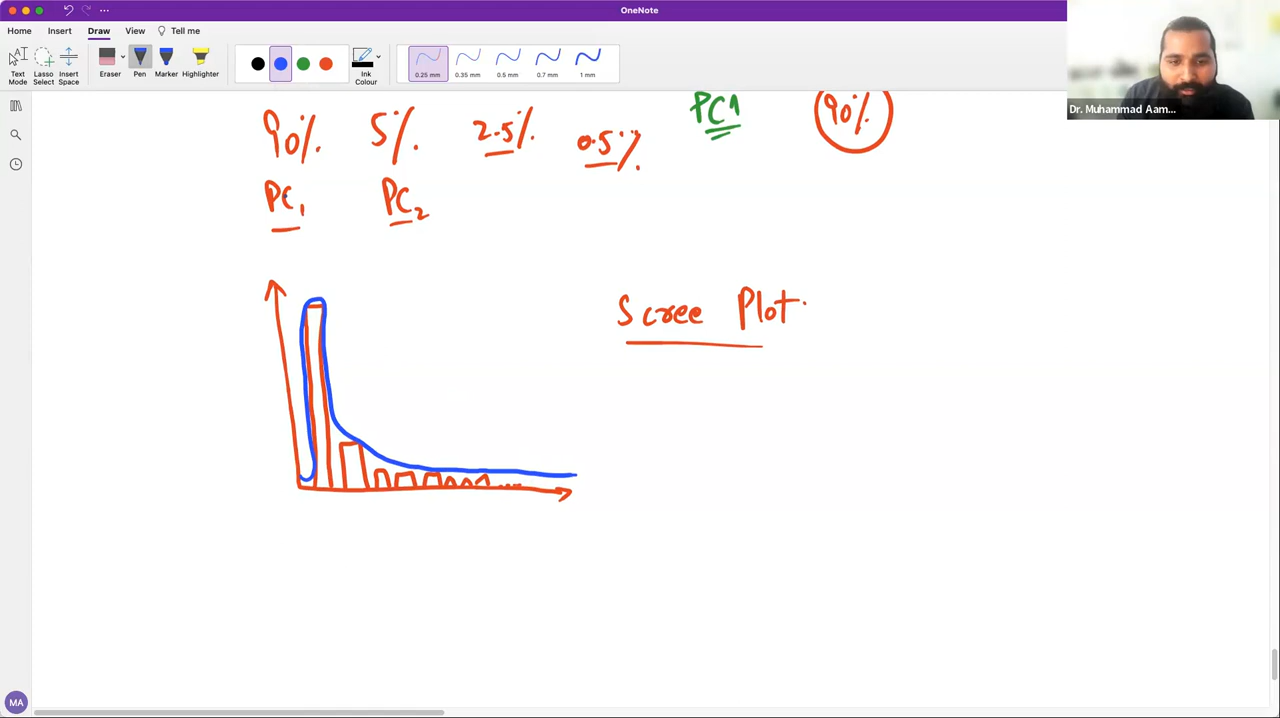 OneNote
Home Insert Draw View Tell me
Text Mode Lasso Select Insert Space Eraser Pen Marker Highlighter Ink Colour 0.25 mm 0.35 mm 0.5 mm 0.7 mm 1 mm
Dr. Muhammad Aam...
90% 5% 2.5% 0.5% PC1 90%
PC1 PC2
Scree Plot.
MA